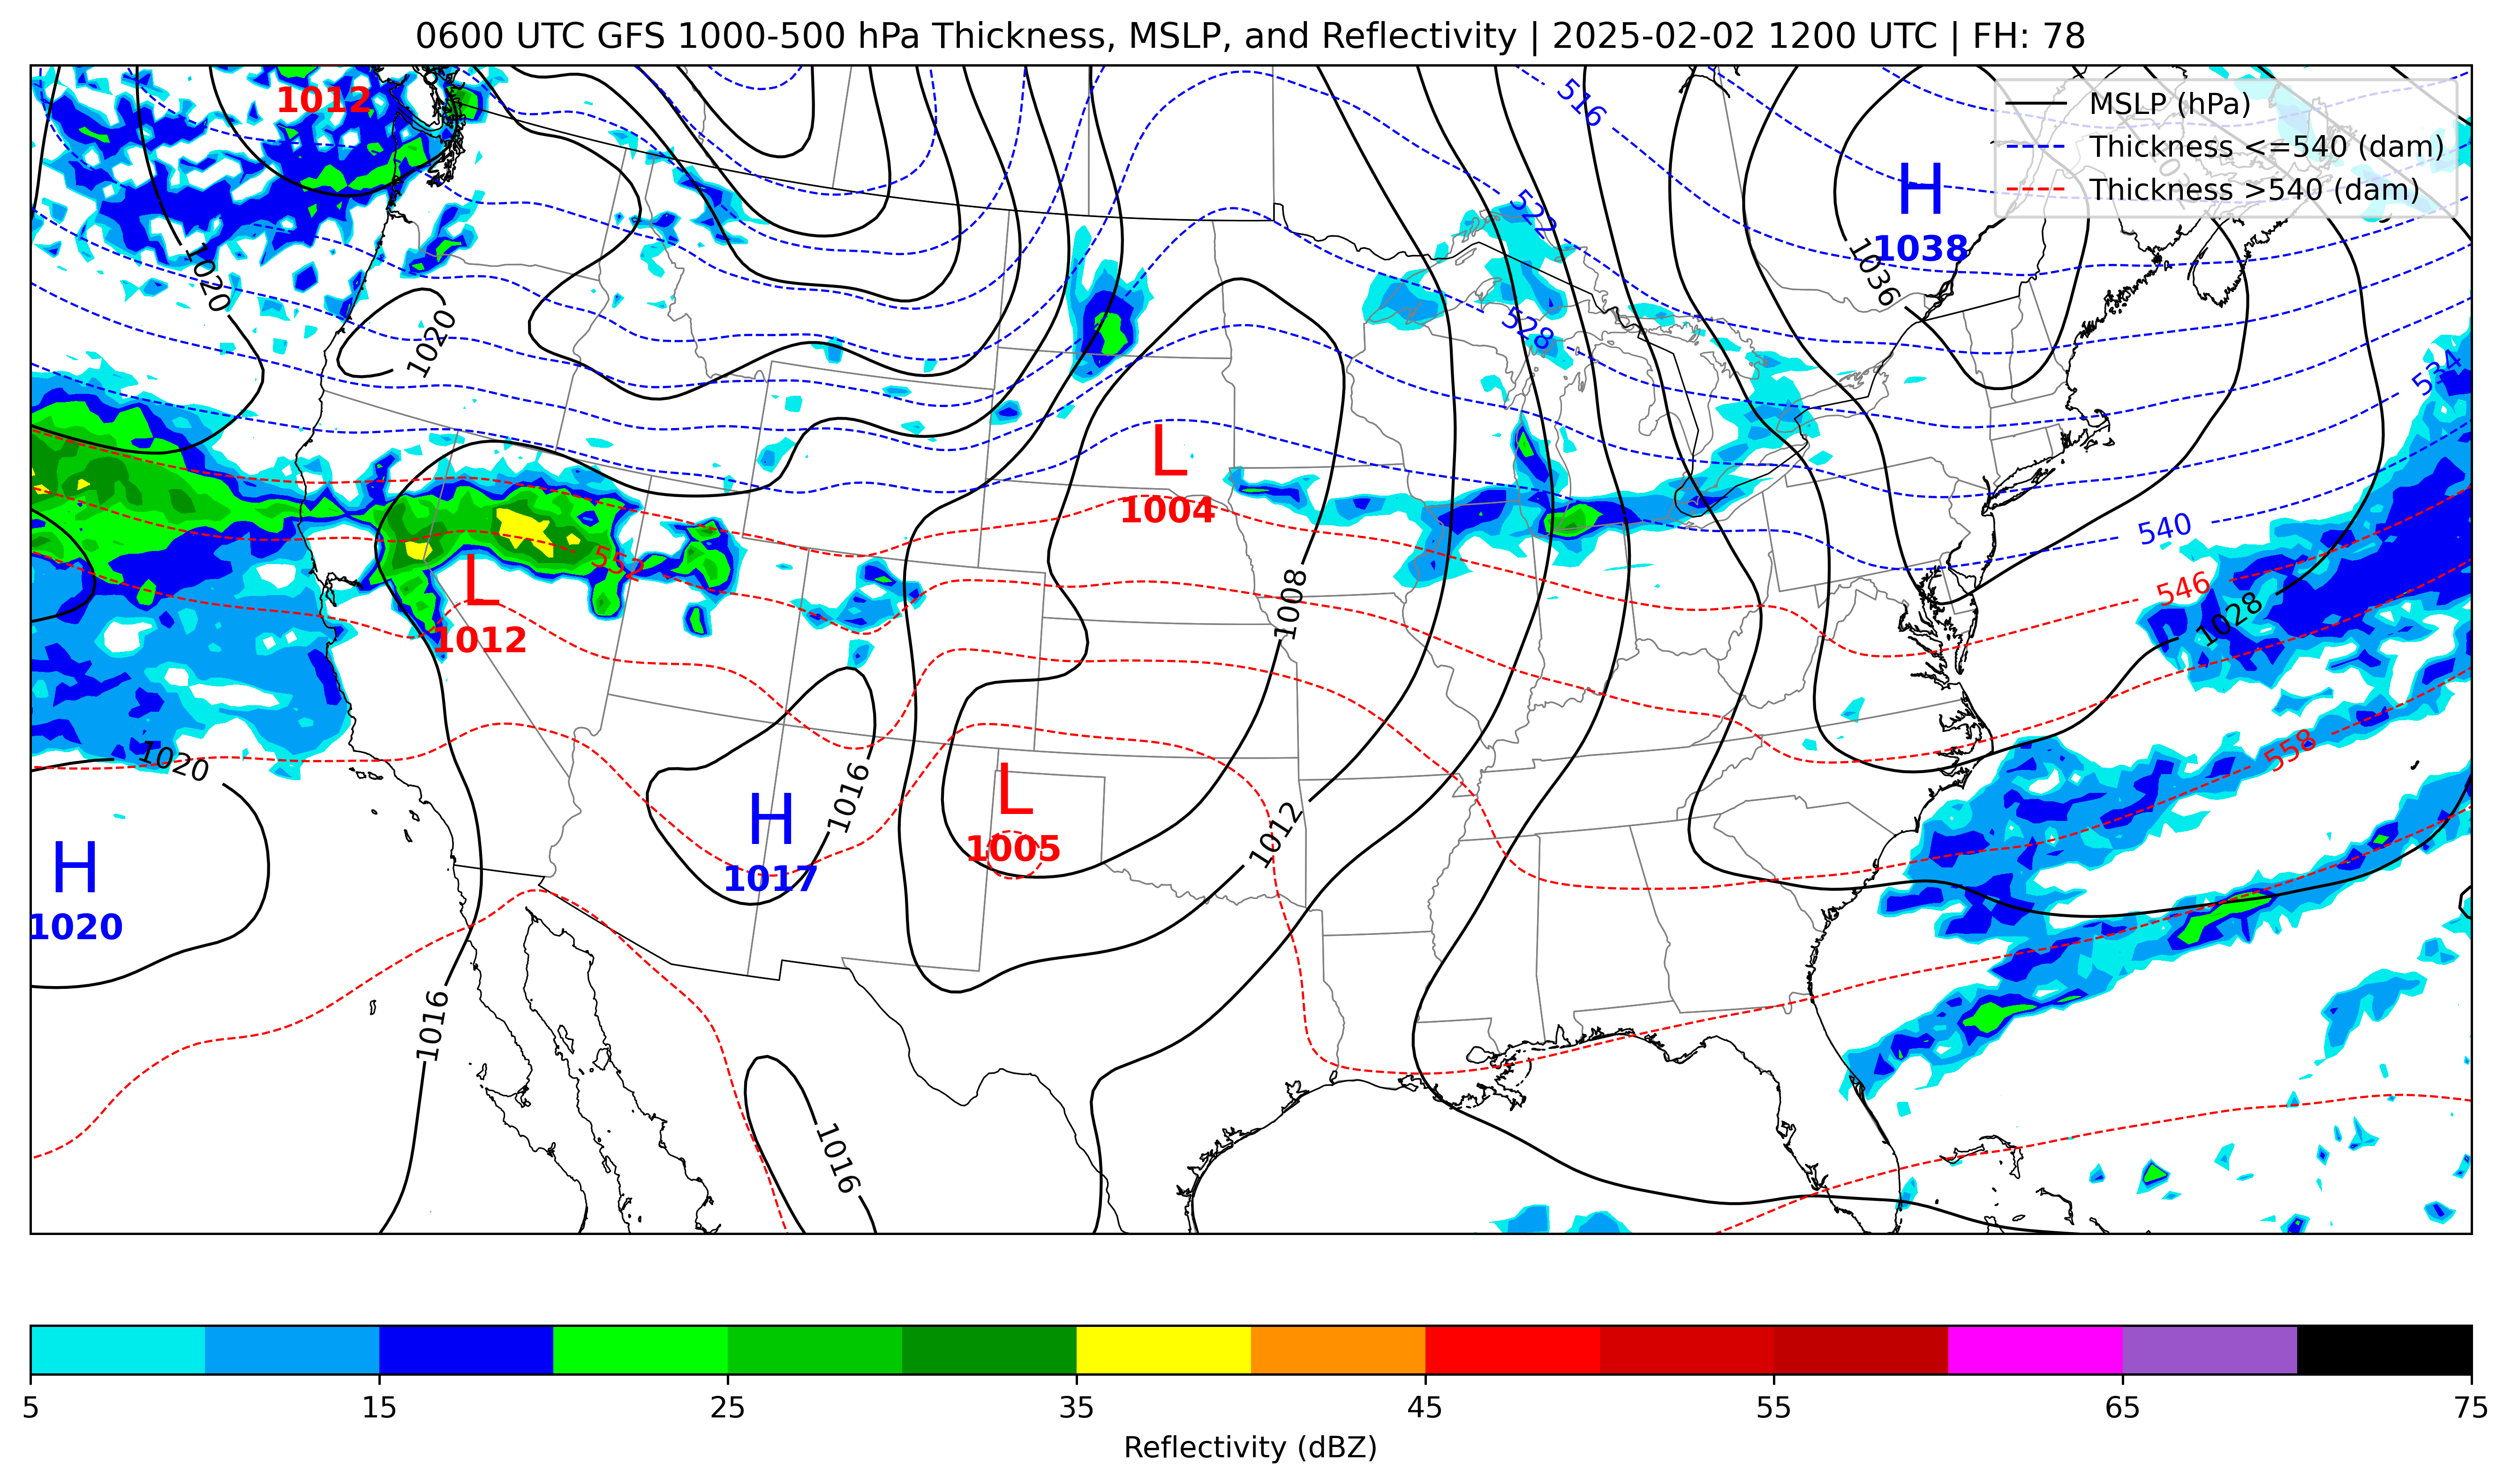 0600 UTC GFS 1000-500 hPa Thickness, MSLP, and Reflectivity | 2025-02-02 1200 UTC | FH: 78
MSLP (hPa)
Thickness <=540 (dam)
Thickness >540 (dam)
1012
516
522
528
H
1038
1036
1020
1020
534
L
1004
540
552
546
L
1012
1008
1028
1020
558
H
1017
1016
L
1005
1012
H
1020
1016
1016
5 15 25 35 45 55 65 75
Reflectivity (dBZ)